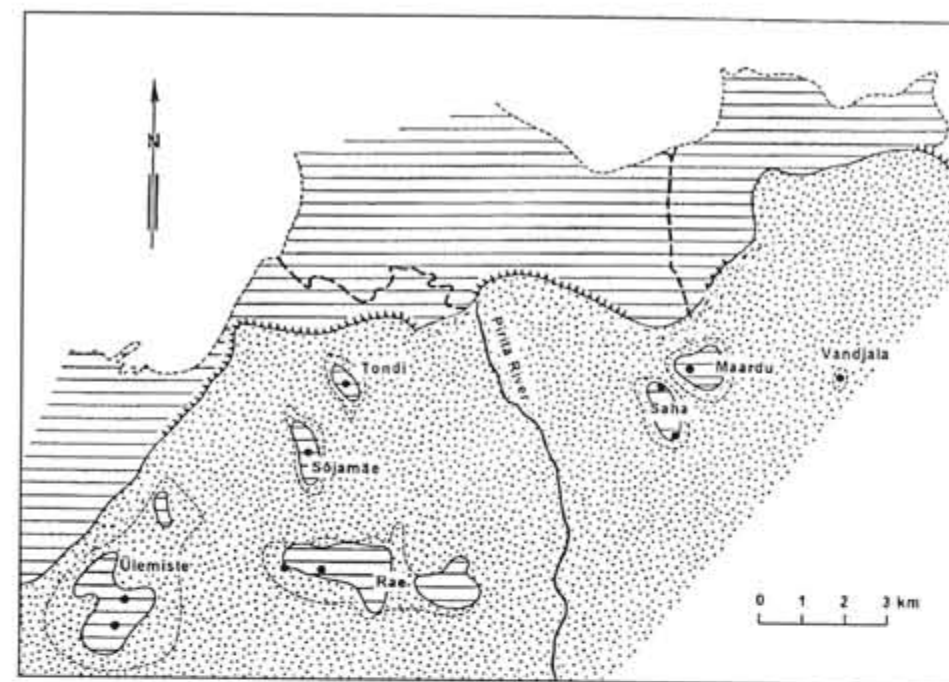 N
Pirita River
Tondi
Maardu
Vandjala
Saha
Sõjamäe
Ülemiste
Rae
0 1 2 3 km